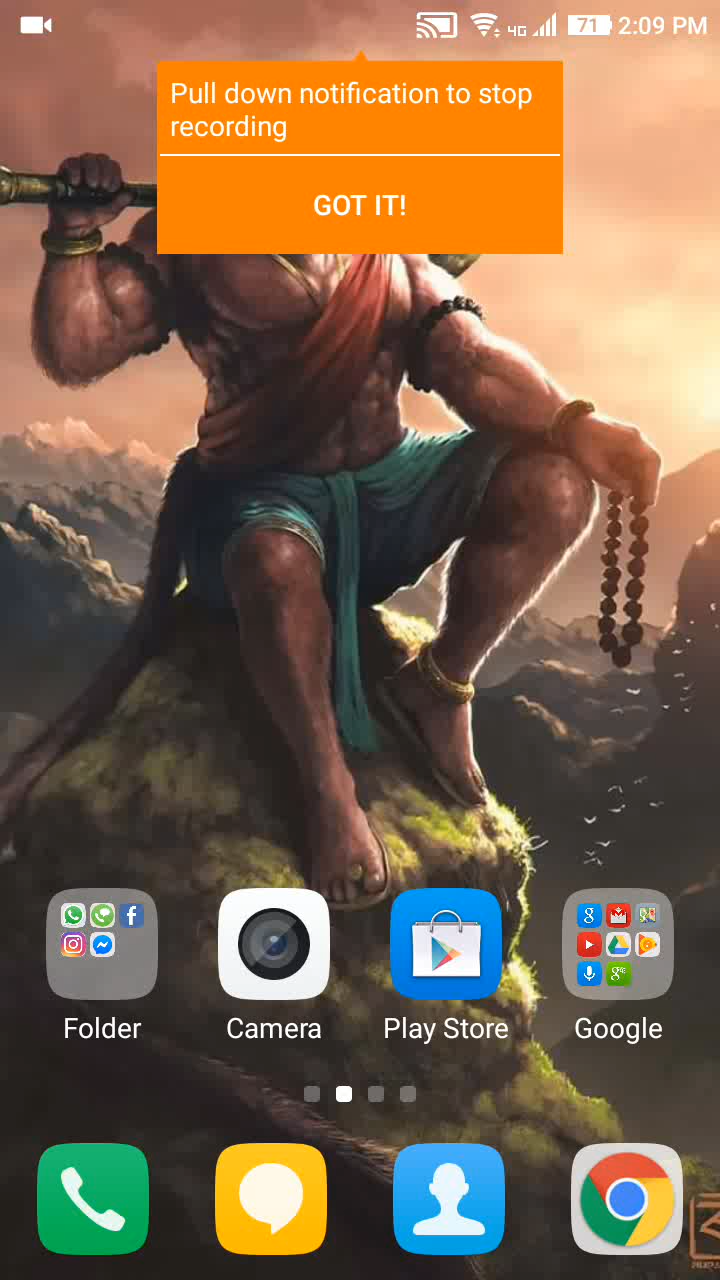 4G 71 2:09 PM
Pull down notification to stop
recording
GOT IT!
Folder
Camera
Play Store
Google